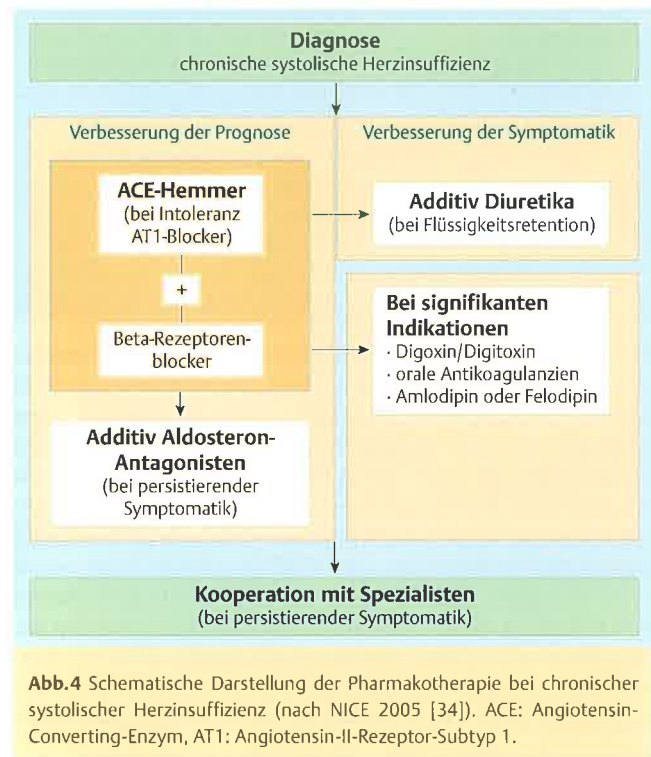 Diagnose
chronische systolische Herzinsuffizienz
Verbesserung der Prognose
ACE-Hemmer
(bei Intoleranz
AT1-Blocker)
+
Beta-Rezeptoren-
blocker
Additiv Aldosteron-
Antagonisten
(bei persistierender
Symptomatik)
Verbesserung der Symptomatik
Additiv Diuretika
(bei Flüssigkeitsretention)
Bei signifikanten
Indikationen
· Digoxin/Digitoxin
· orale Antikoagulanzien
· Amlodipin oder Felodipin
Kooperation mit Spezialisten
(bei persistierender Symptomatik)
Abb.4 Schematische Darstellung der Pharmakotherapie bei chronischer
systolischer Herzinsuffizienz (nach NICE 2005 [34]). ACE: Angiotensin-
Converting-Enzym, AT1: Angiotensin-II-Rezeptor-Subtyp 1.